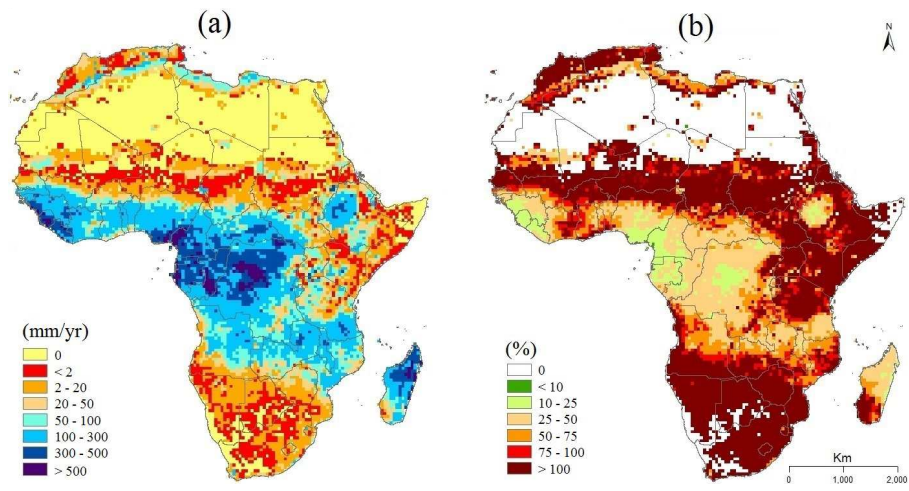 (a)
(b)
N
(mm/yr)
0
< 2
2 - 20
20 - 50
50 - 100
100 - 300
300 - 500
> 500
(%)
0
< 10
10 - 25
25 - 50
50 - 75
75 - 100
> 100
Km
0 1,000 2,000